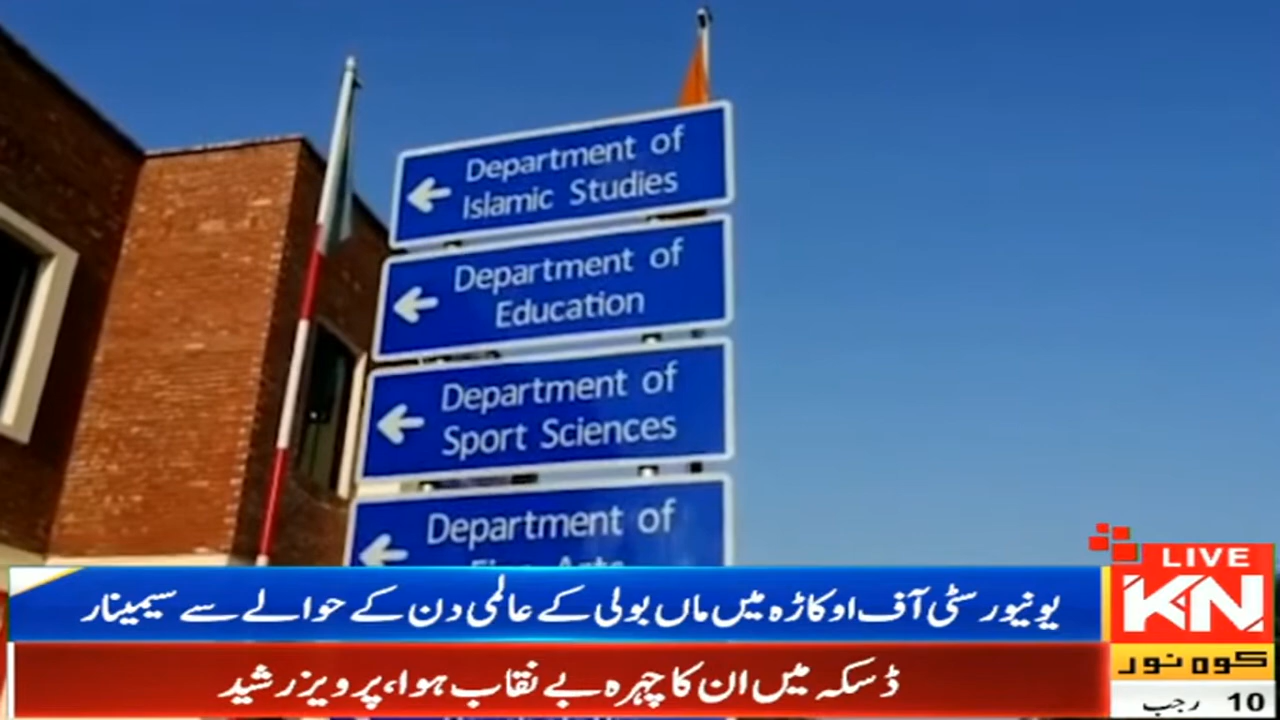 Department of
Islamic Studies
Department of
Education
Department of
Sport Sciences
Department of
Fine Arts
یونیورسٹی آف اوکاڑہ میں ماں بولی کے عالمی دن کے حوالے سے سیمینار
ڈسکہ میں ان کا چہرہ بے نقاب ہوا، پرویز رشید
LIVE
KN
کوہ نور
10 رجب